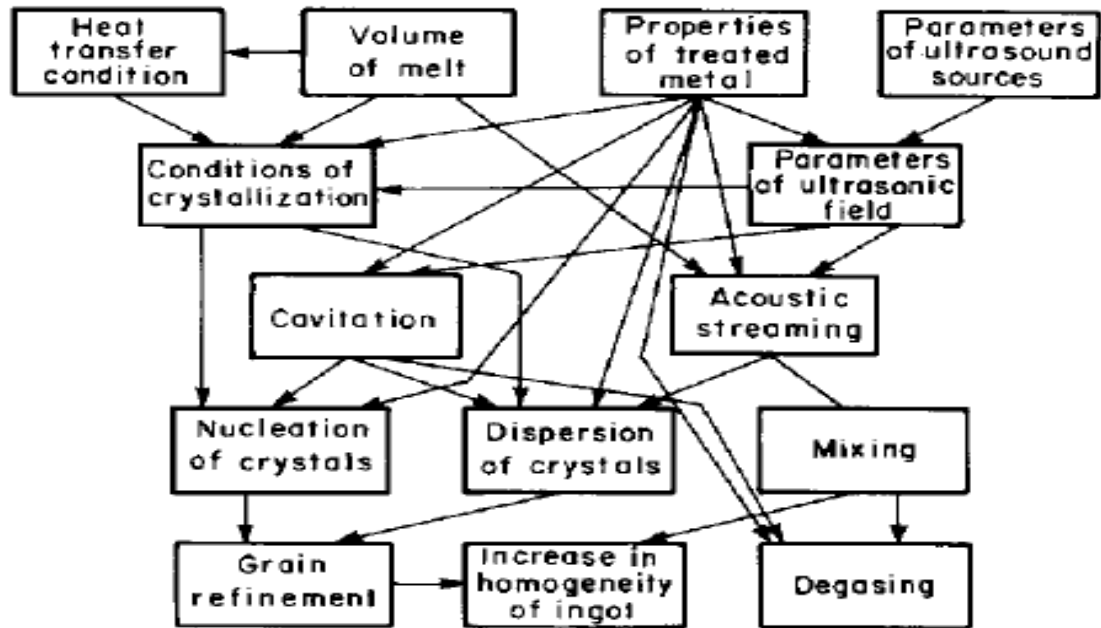 Heat
transfer
condition
Volume
of melt
Properties
of treated
metal
Parameters
of ultrasound
sources
Conditions of
crystallization
Parameters
of ultrasonic
field
Cavitation
Acoustic
streaming
Nucleation
of crystals
Dispersion
of crystals
Mixing
Grain
refinement
Increase in
homogeneity
of ingot
Degasing